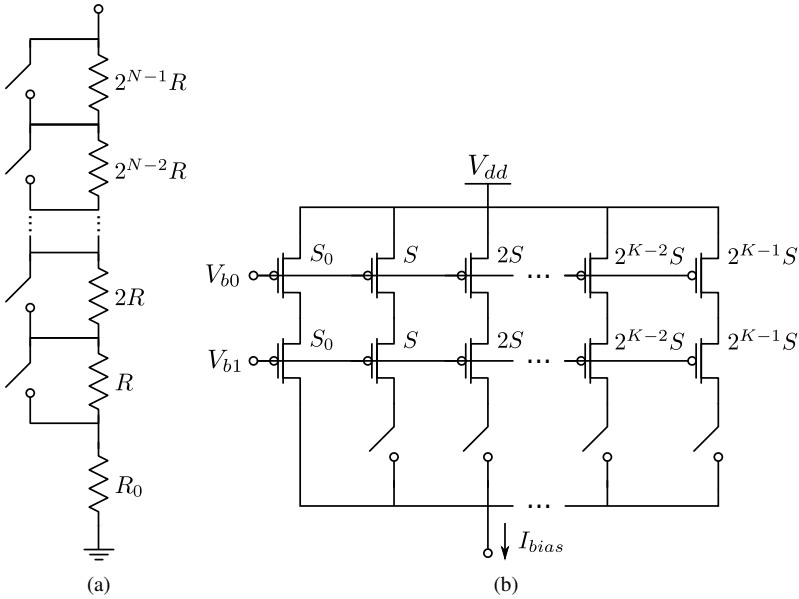 2^{N-1}R
2^{N-2}R
2R
R
R_0
(a)
V_{dd}
S_0 S 2S 2^{K-2}S 2^{K-1}S
V_{b0} ...
S_0 S 2S 2^{K-2}S 2^{K-1}S
V_{b1} ...
...
I_{bias}
(b)